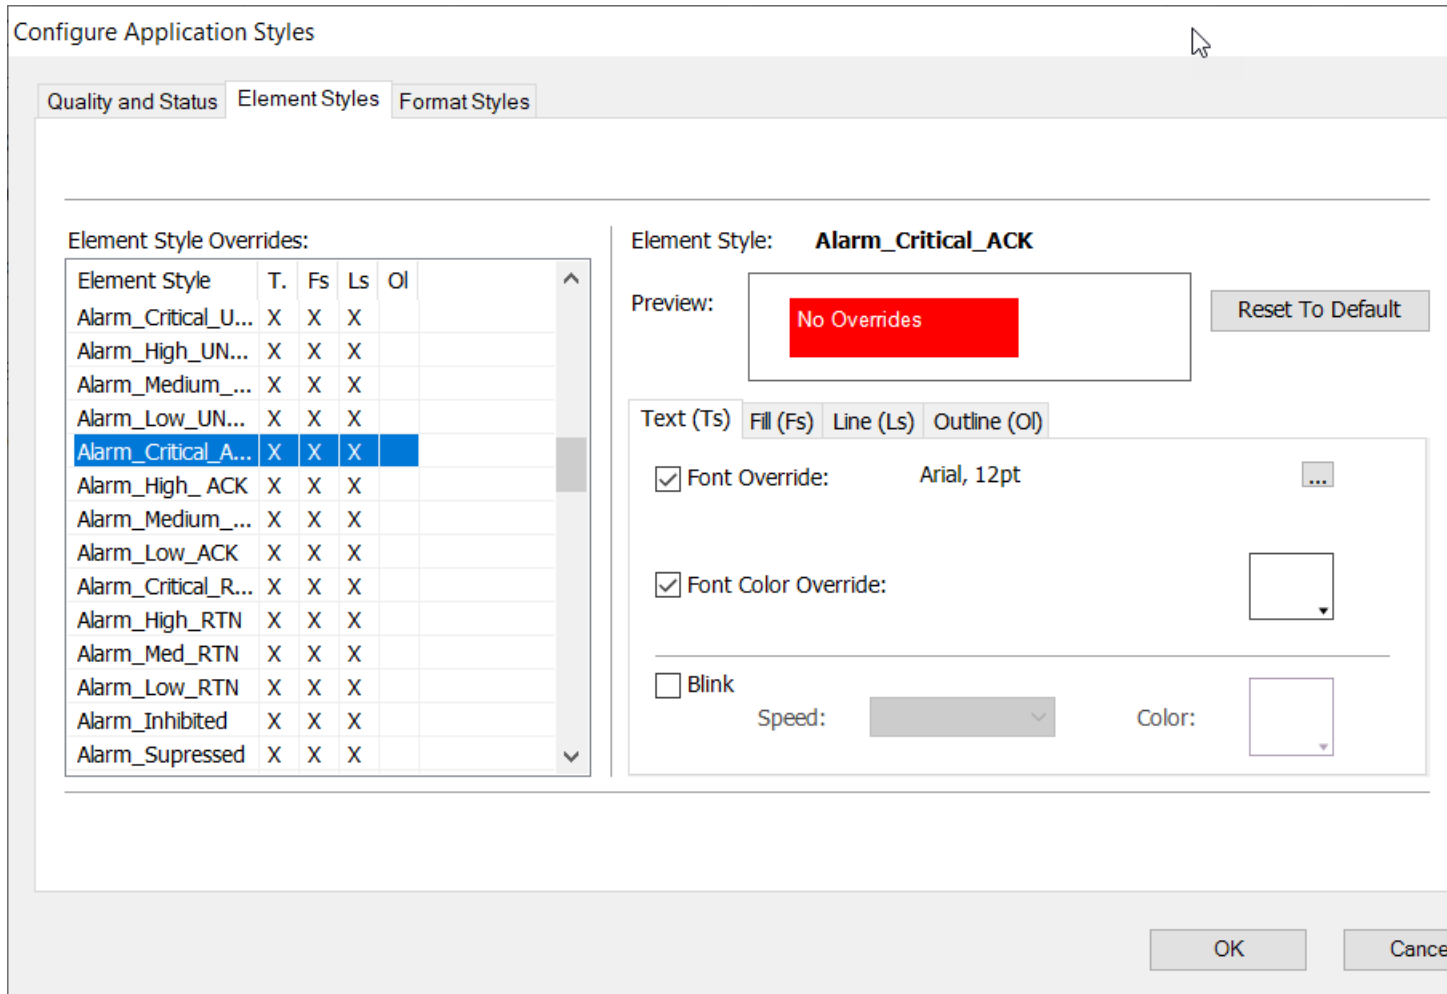 Configure Application Styles
Quality and Status Element Styles Format Styles
Element Style Overrides:
Element Style T. Fs Ls Ol
Alarm_Critical_U... X X X
Alarm_High_UN... X X X
Alarm_Medium_... X X X
Alarm_Low_UN... X X X
Alarm_Critical_A... X X X
Alarm_High_ ACK X X X
Alarm_Medium_... X X X
Alarm_Low_ACK X X X
Alarm_Critical_R... X X X
Alarm_High_RTN X X X
Alarm_Med_RTN X X X
Alarm_Low_RTN X X X
Alarm_Inhibited X X X
Alarm_Supressed X X X
Element Style: Alarm_Critical_ACK
Preview:
No Overrides
Reset To Default
Text (Ts) Fill (Fs) Line (Ls) Outline (Ol)
Font Override: Arial, 12pt ...
Font Color Override:
Blink
Speed: Color:
OK Cance